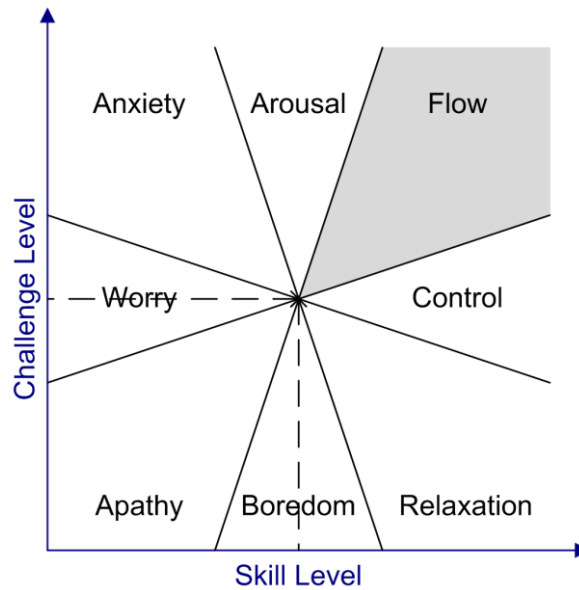 Anxiety
Arousal
Flow
Challenge Level
Worry
Control
Apathy
Boredom
Relaxation
Skill Level